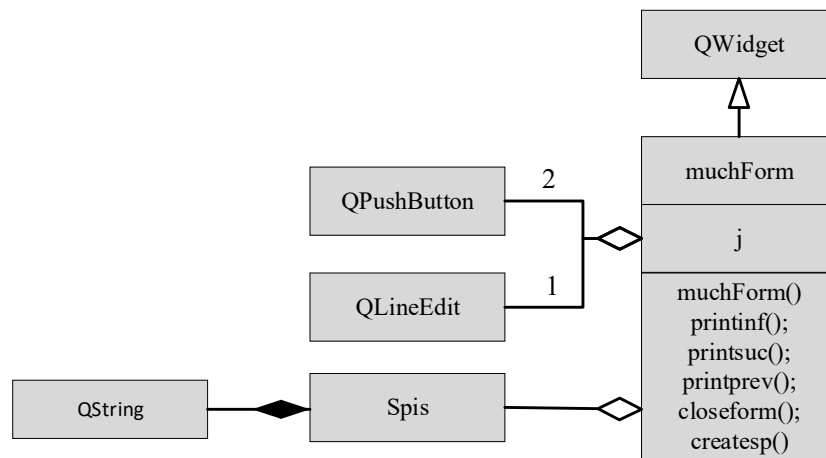 QWidget
muchForm
j
muchForm()
printinf();
printsuc();
printprev();
closeform();
createsp()
QPushButton
2
QLineEdit
1
Spis
QString